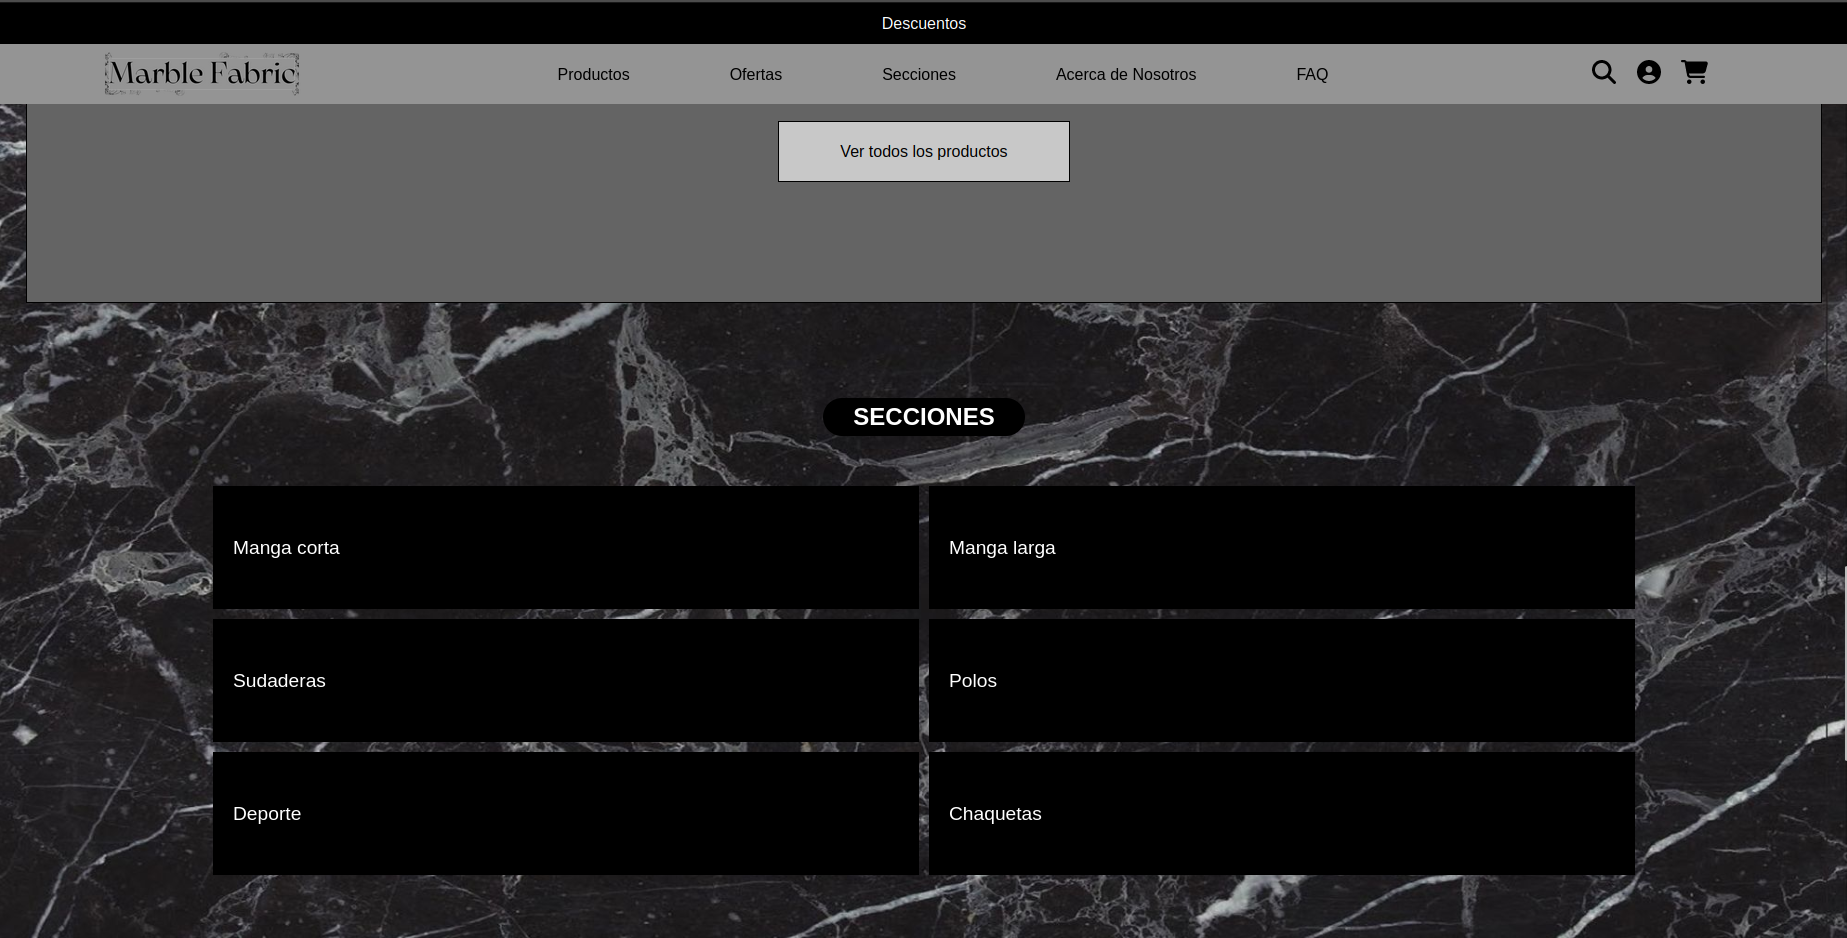 Descuentos
Marble Fabric
Productos
Ofertas
Secciones
Acerca de Nosotros
FAQ
Ver todos los productos
SECCIONES
Manga corta
Manga larga
Sudaderas
Polos
Deporte
Chaquetas